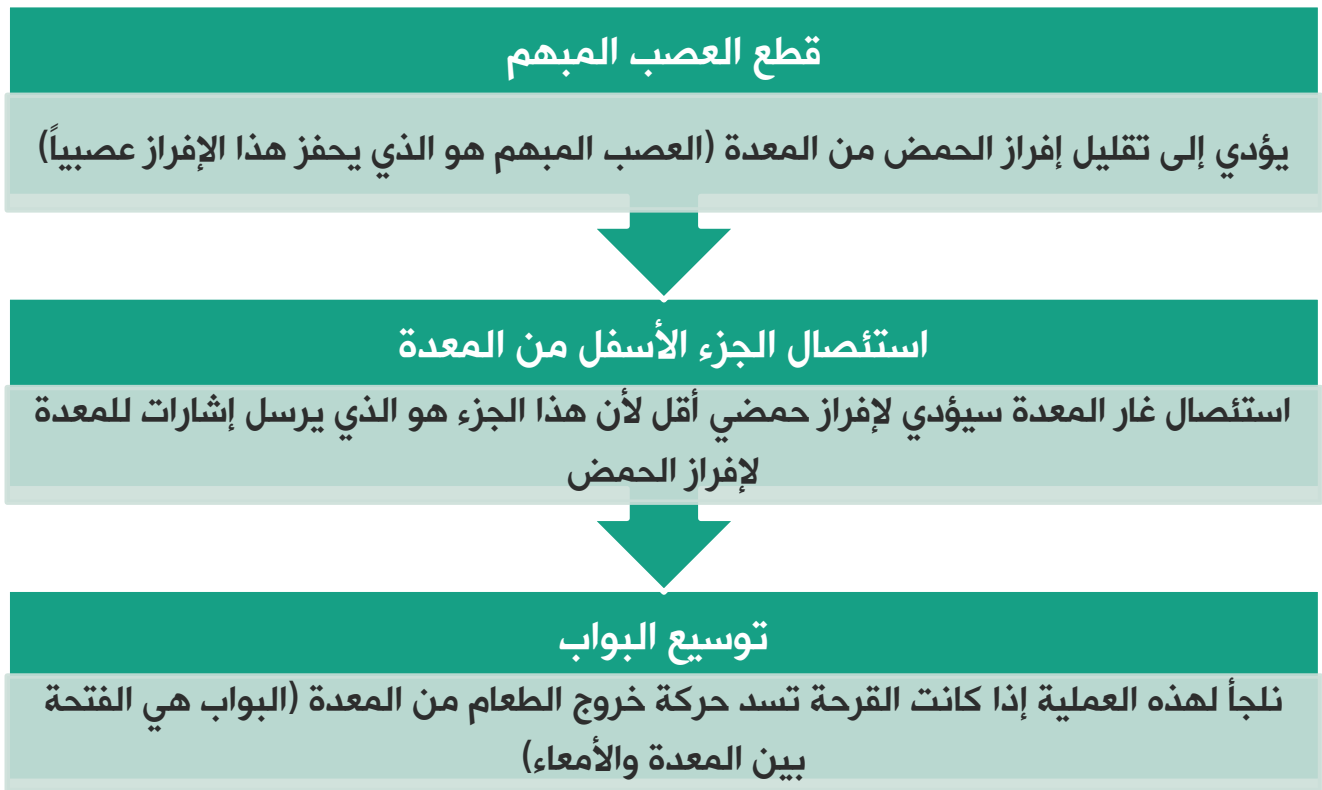 قطع العصب المبهم
يؤدي إلى تقليل إفراز الحمض من المعدة (العصب المبهم هو الذي يحفز هذا الإفراز عصبياً)
استئصال الجزء الأسفل من المعدة
استئصال غار المعدة سيؤدي لإفراز حمضي أقل لأن هذا الجزء هو الذي يرسل إشارات للمعدة
لإفراز الحمض
توسيع البواب
نلجأ لهذه العملية إذا كانت القرحة تسد حركة خروج الطعام من المعدة (البواب هي الفتحة
بين المعدة والأمعاء)